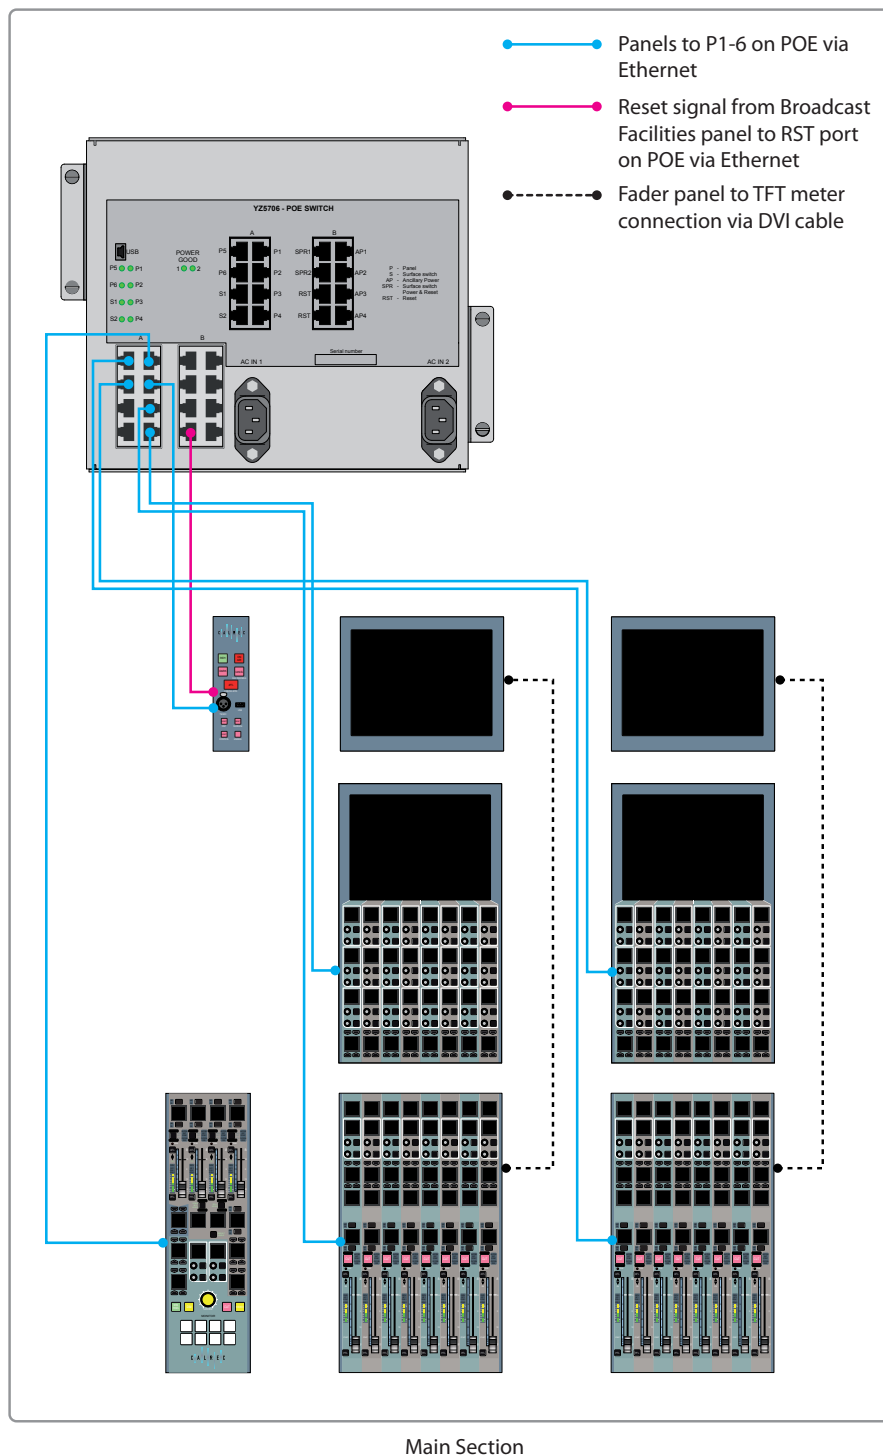 Panels to P1-6 on POE via
Ethernet
Reset signal from Broadcast
Facilities panel to RST port
on POE via Ethernet
Fader panel to TFT meter
connection via DVI cable
YZ5706 - POE SWITCH
A
B
USB
POWER
GOOD
1 2
P5 P1
P6 P2
S1 P3
S2 P4
P5 P1
P6 P2
S1 P3
S2 P4
SPR1 AP1
SPR2 AP2
RST AP3
RST AP4
P - Panel
S - Surface switch
AP - Ancillary Power
SPR - Surface switch
Power & Reset
RST - Reset
A
B
Serial number
AC IN 1
AC IN 2
CALREC
CALREC
Main Section